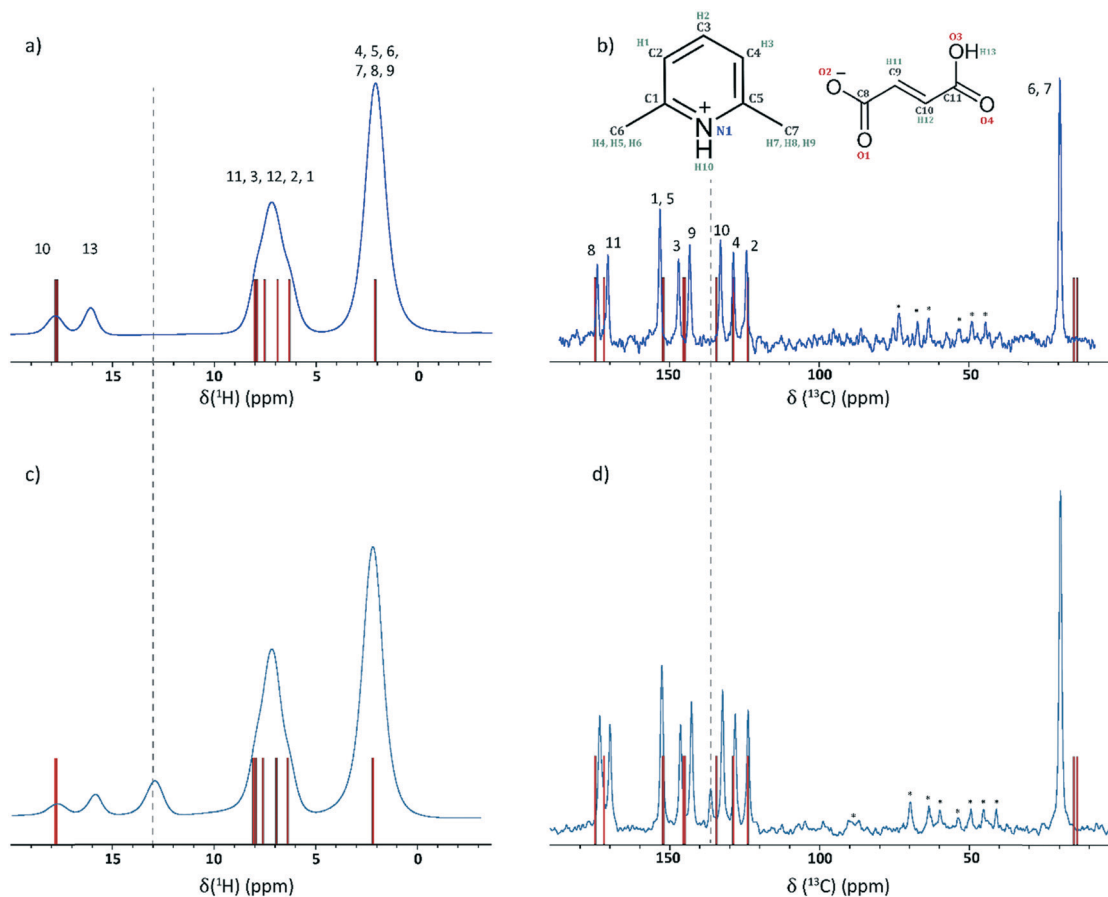 a)
4, 5, 6,
7, 8, 9
11, 3, 12, 2, 1
10
13
15
10
5
0
δ(¹H) (ppm)
b)
H2
C3
H1
H3
C2
C4
C1
C5
+
N
N1
H
H10
C6
H4, H5, H6
C7
H7, H8, H9
O3
OH
H13
O2
O
−
H11
C9
C8
C11
C10
H12
O
O4
O
O1
6, 7
1, 5
8
11
3
9
10
4
2
* * * * * *
150
100
50
δ (¹³C) (ppm)
c)
15
10
5
0
δ(¹H) (ppm)
d)
* * * * * * * *
150
100
50
δ (¹³C) (ppm)